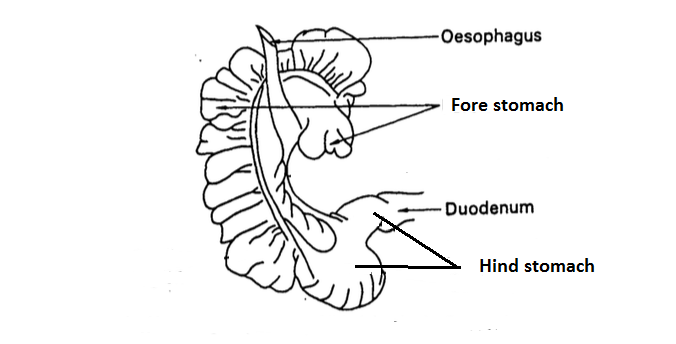 Oesophagus
Fore stomach
Duodenum
Hind stomach